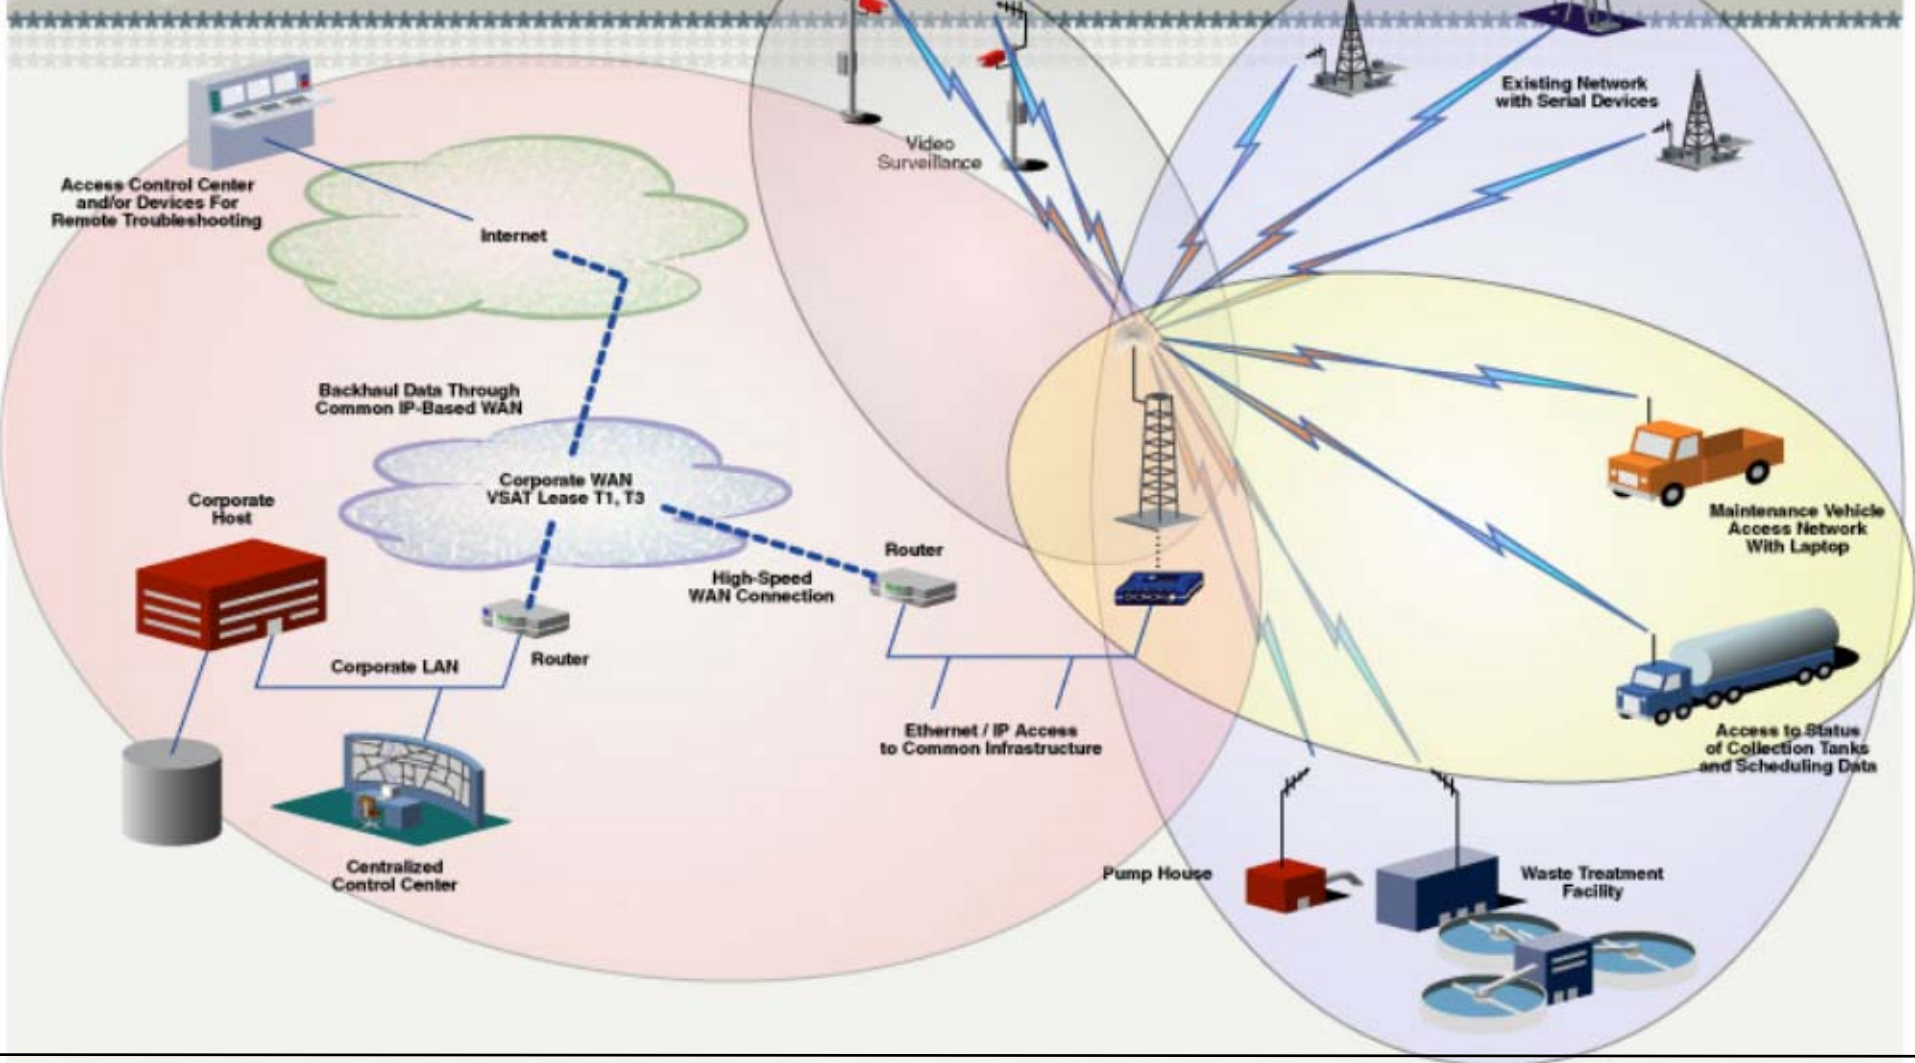 Existing Network
with Serial Devices
Video
Surveillance
Access Control Center
and/or Devices For
Remote Troubleshooting
Internet
Backhaul Data Through
Common IP-Based WAN
Corporate WAN
VSAT Lease T1, T3
Corporate
Host
Router
High-Speed
WAN Connection
Maintenance Vehicle
Access Network
With Laptop
Corporate LAN
Router
Ethernet / IP Access
to Common Infrastructure
Access to Status
of Collection Tanks
and Scheduling Data
Centralized
Control Center
Pump House
Waste Treatment
Facility